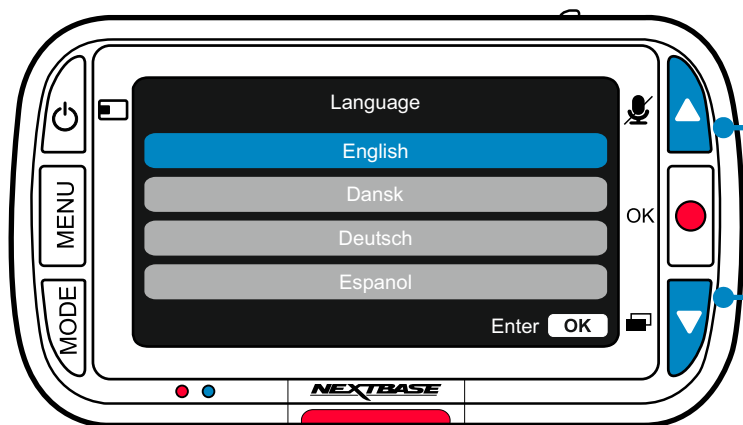 Language
English
Dansk
Deutsch
Espanol
Enter OK
MENU
MODE
OK
NEXTBASE